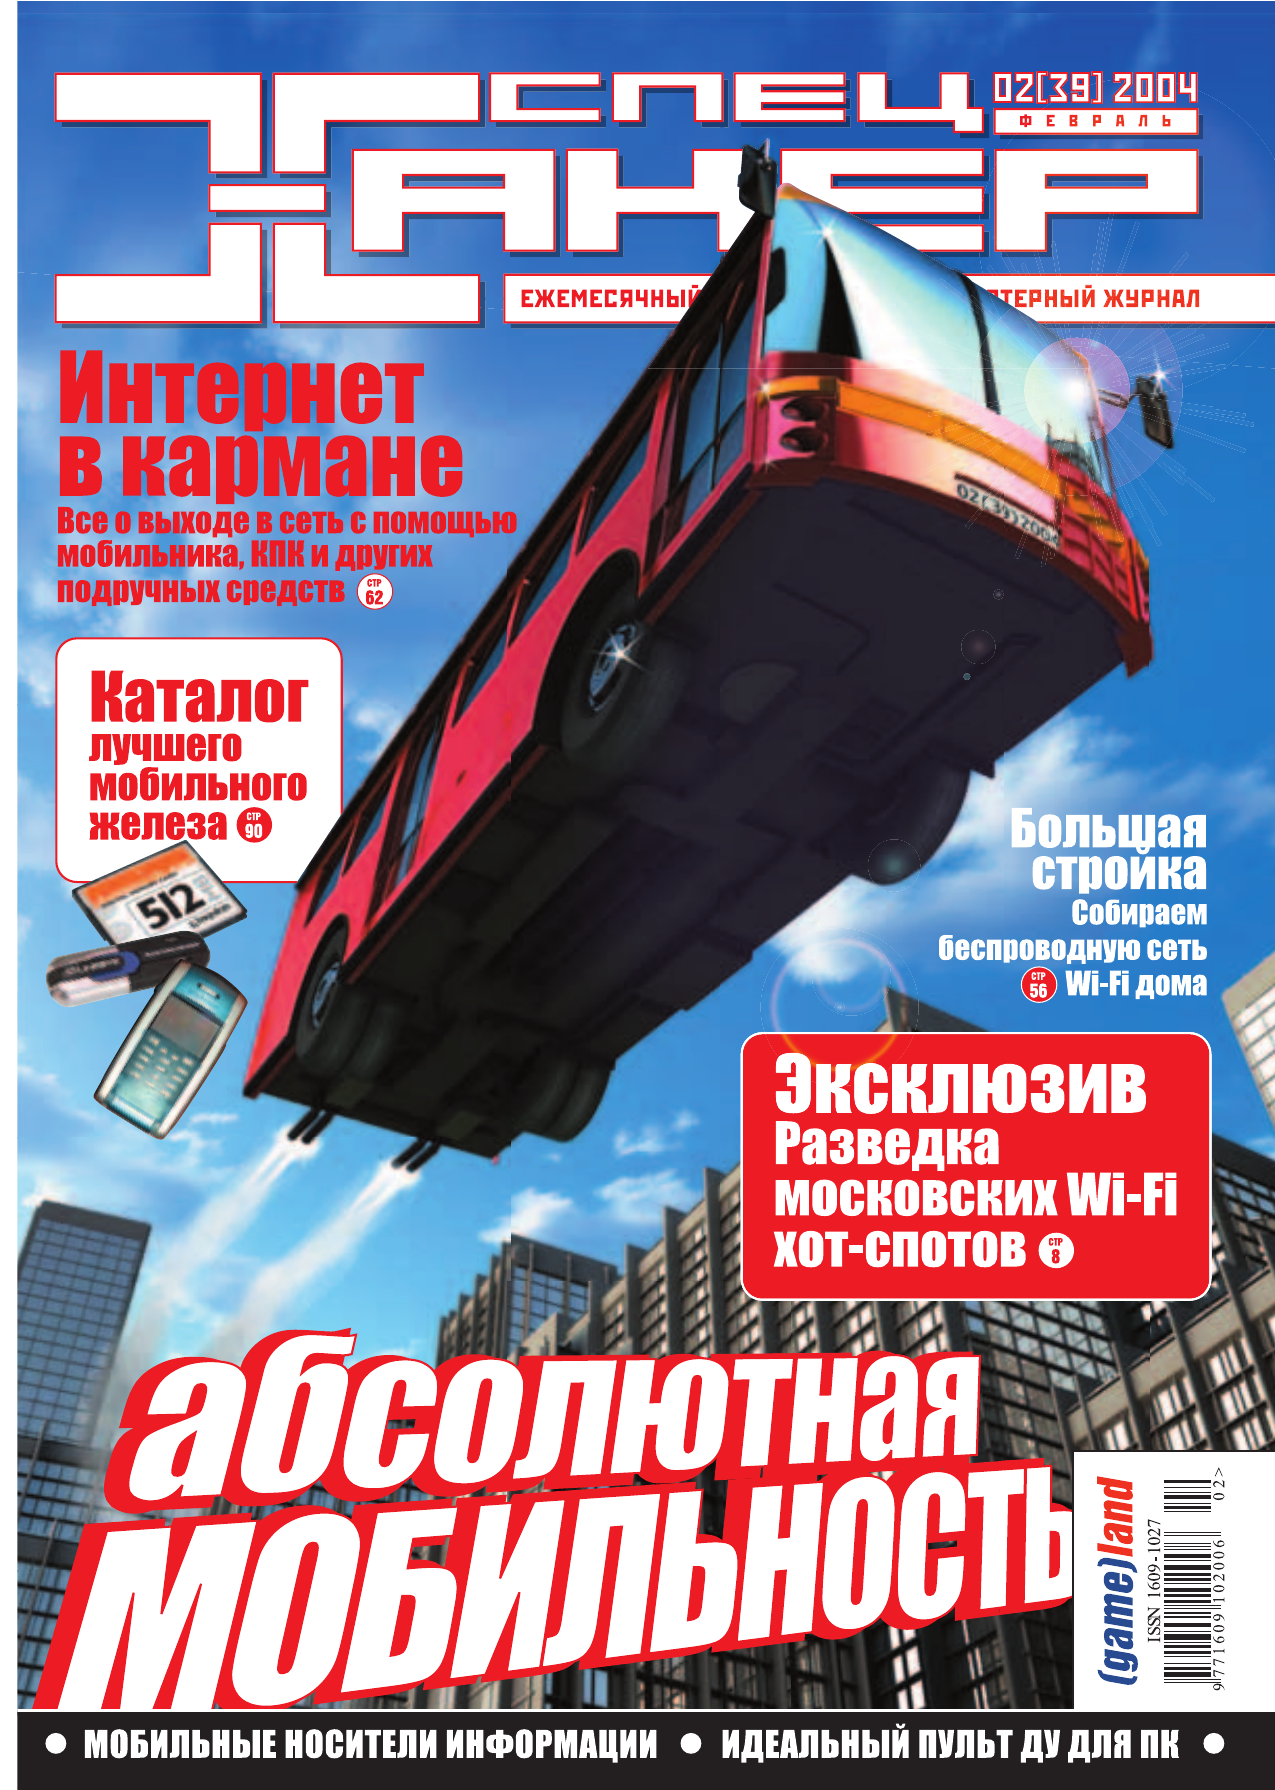 СПЕЦ
ХАКЕР
02[39] 2004
ФЕВРАЛЬ
ЕЖЕМЕСЯЧНЫЙ ТЕРНЫЙ ЖУРНАЛ
Интернет
в кармане
Все о выходе в сеть с помощью
мобильника, КПК и других
подручных средств СТР 62
Каталог
лучшего
мобильного
железа СТР 90
512
02(39)2004
Большая
стройка
Собираем
беспроводную сеть
СТР 56 Wi-Fi дома
Эксклюзив
Разведка
московских Wi-Fi
хот-спотов СТР 8
абсолютная
МОБИЛЬНОСТЬ
(game)land
ISSN 1609-1027
9 771609 102006
02>
● МОБИЛЬНЫЕ НОСИТЕЛИ ИНФОРМАЦИИ ● ИДЕАЛЬНЫЙ ПУЛЬТ ДУ ДЛЯ ПК ●